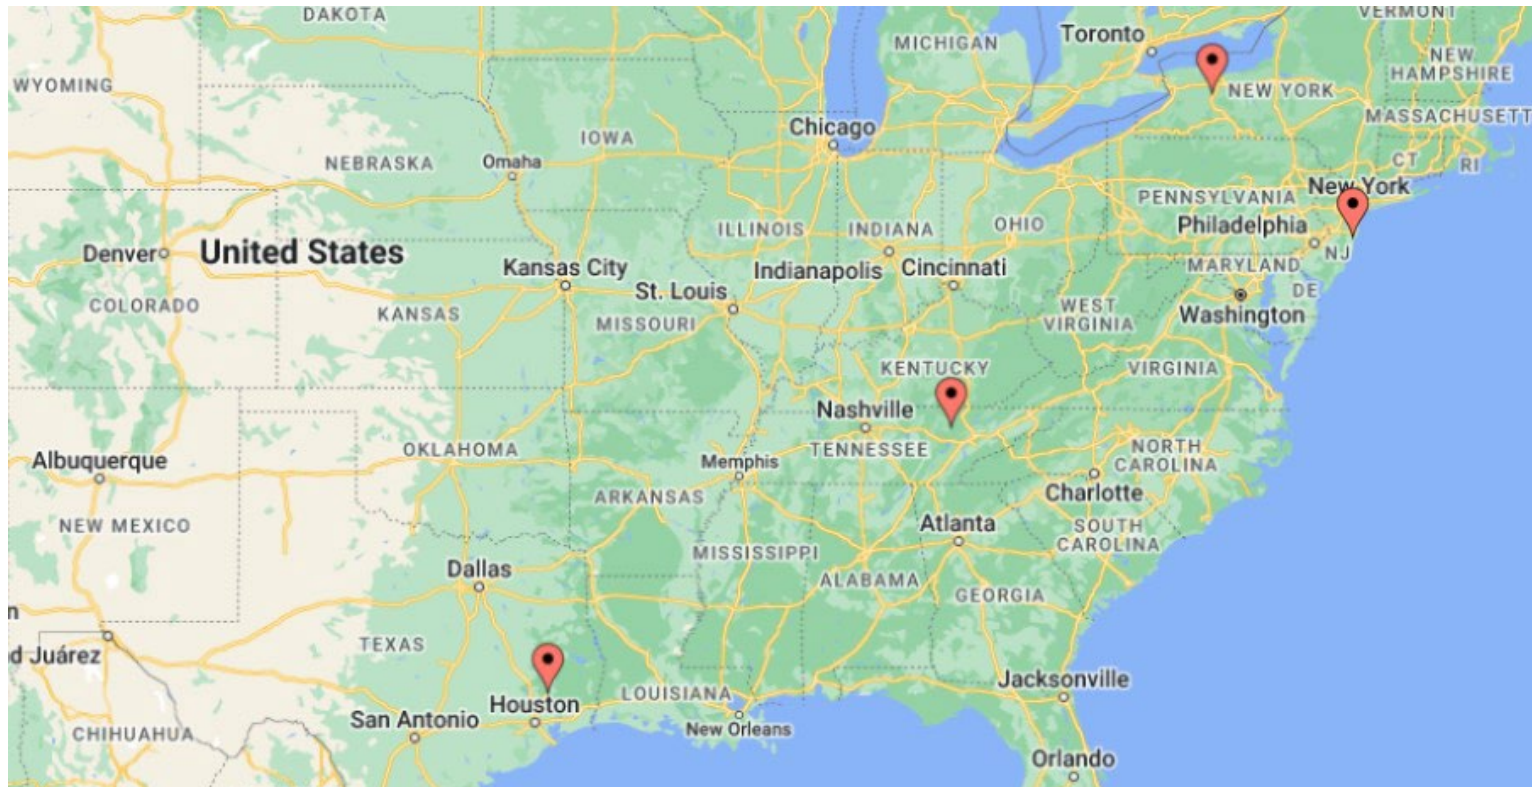 DAKOTA
VERMONT
Toronto
MICHIGAN
NEW
HAMPSHIRE
WYOMING
NEW YORK
MASSACHUSETT
Chicago
IOWA
Omaha
NEBRASKA
CT
RI
New York
PENNSYLVANIA
Philadelphia
ILLINOIS
INDIANA
OHIO
Denver
United States
NJ
Kansas City
Indianapolis
Cincinnati
MARYLAND
St. Louis
DE
COLORADO
KANSAS
MISSOURI
WEST
VIRGINIA
Washington
KENTUCKY
VIRGINIA
Nashville
OKLAHOMA
TENNESSEE
NORTH
CAROLINA
Albuquerque
Memphis
ARKANSAS
Charlotte
NEW MEXICO
Atlanta
SOUTH
CAROLINA
MISSISSIPPI
Dallas
ALABAMA
GEORGIA
n
TEXAS
d Juárez
Jacksonville
LOUISIANA
Houston
San Antonio
New Orleans
CHIHUAHUA
Orlando